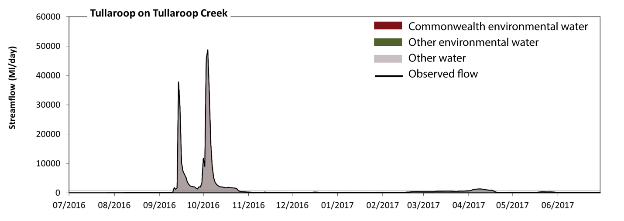 Tullaroop on Tullaroop Creek
60000
50000
40000
30000
20000
10000
0
Streamflow (Ml/day)
Commonwealth environmental water
Other environmental water
Other water
Observed flow
07/2016 08/2016 09/2016 10/2016 11/2016 12/2016 01/2017 02/2017 03/2017 04/2017 05/2017 06/2017